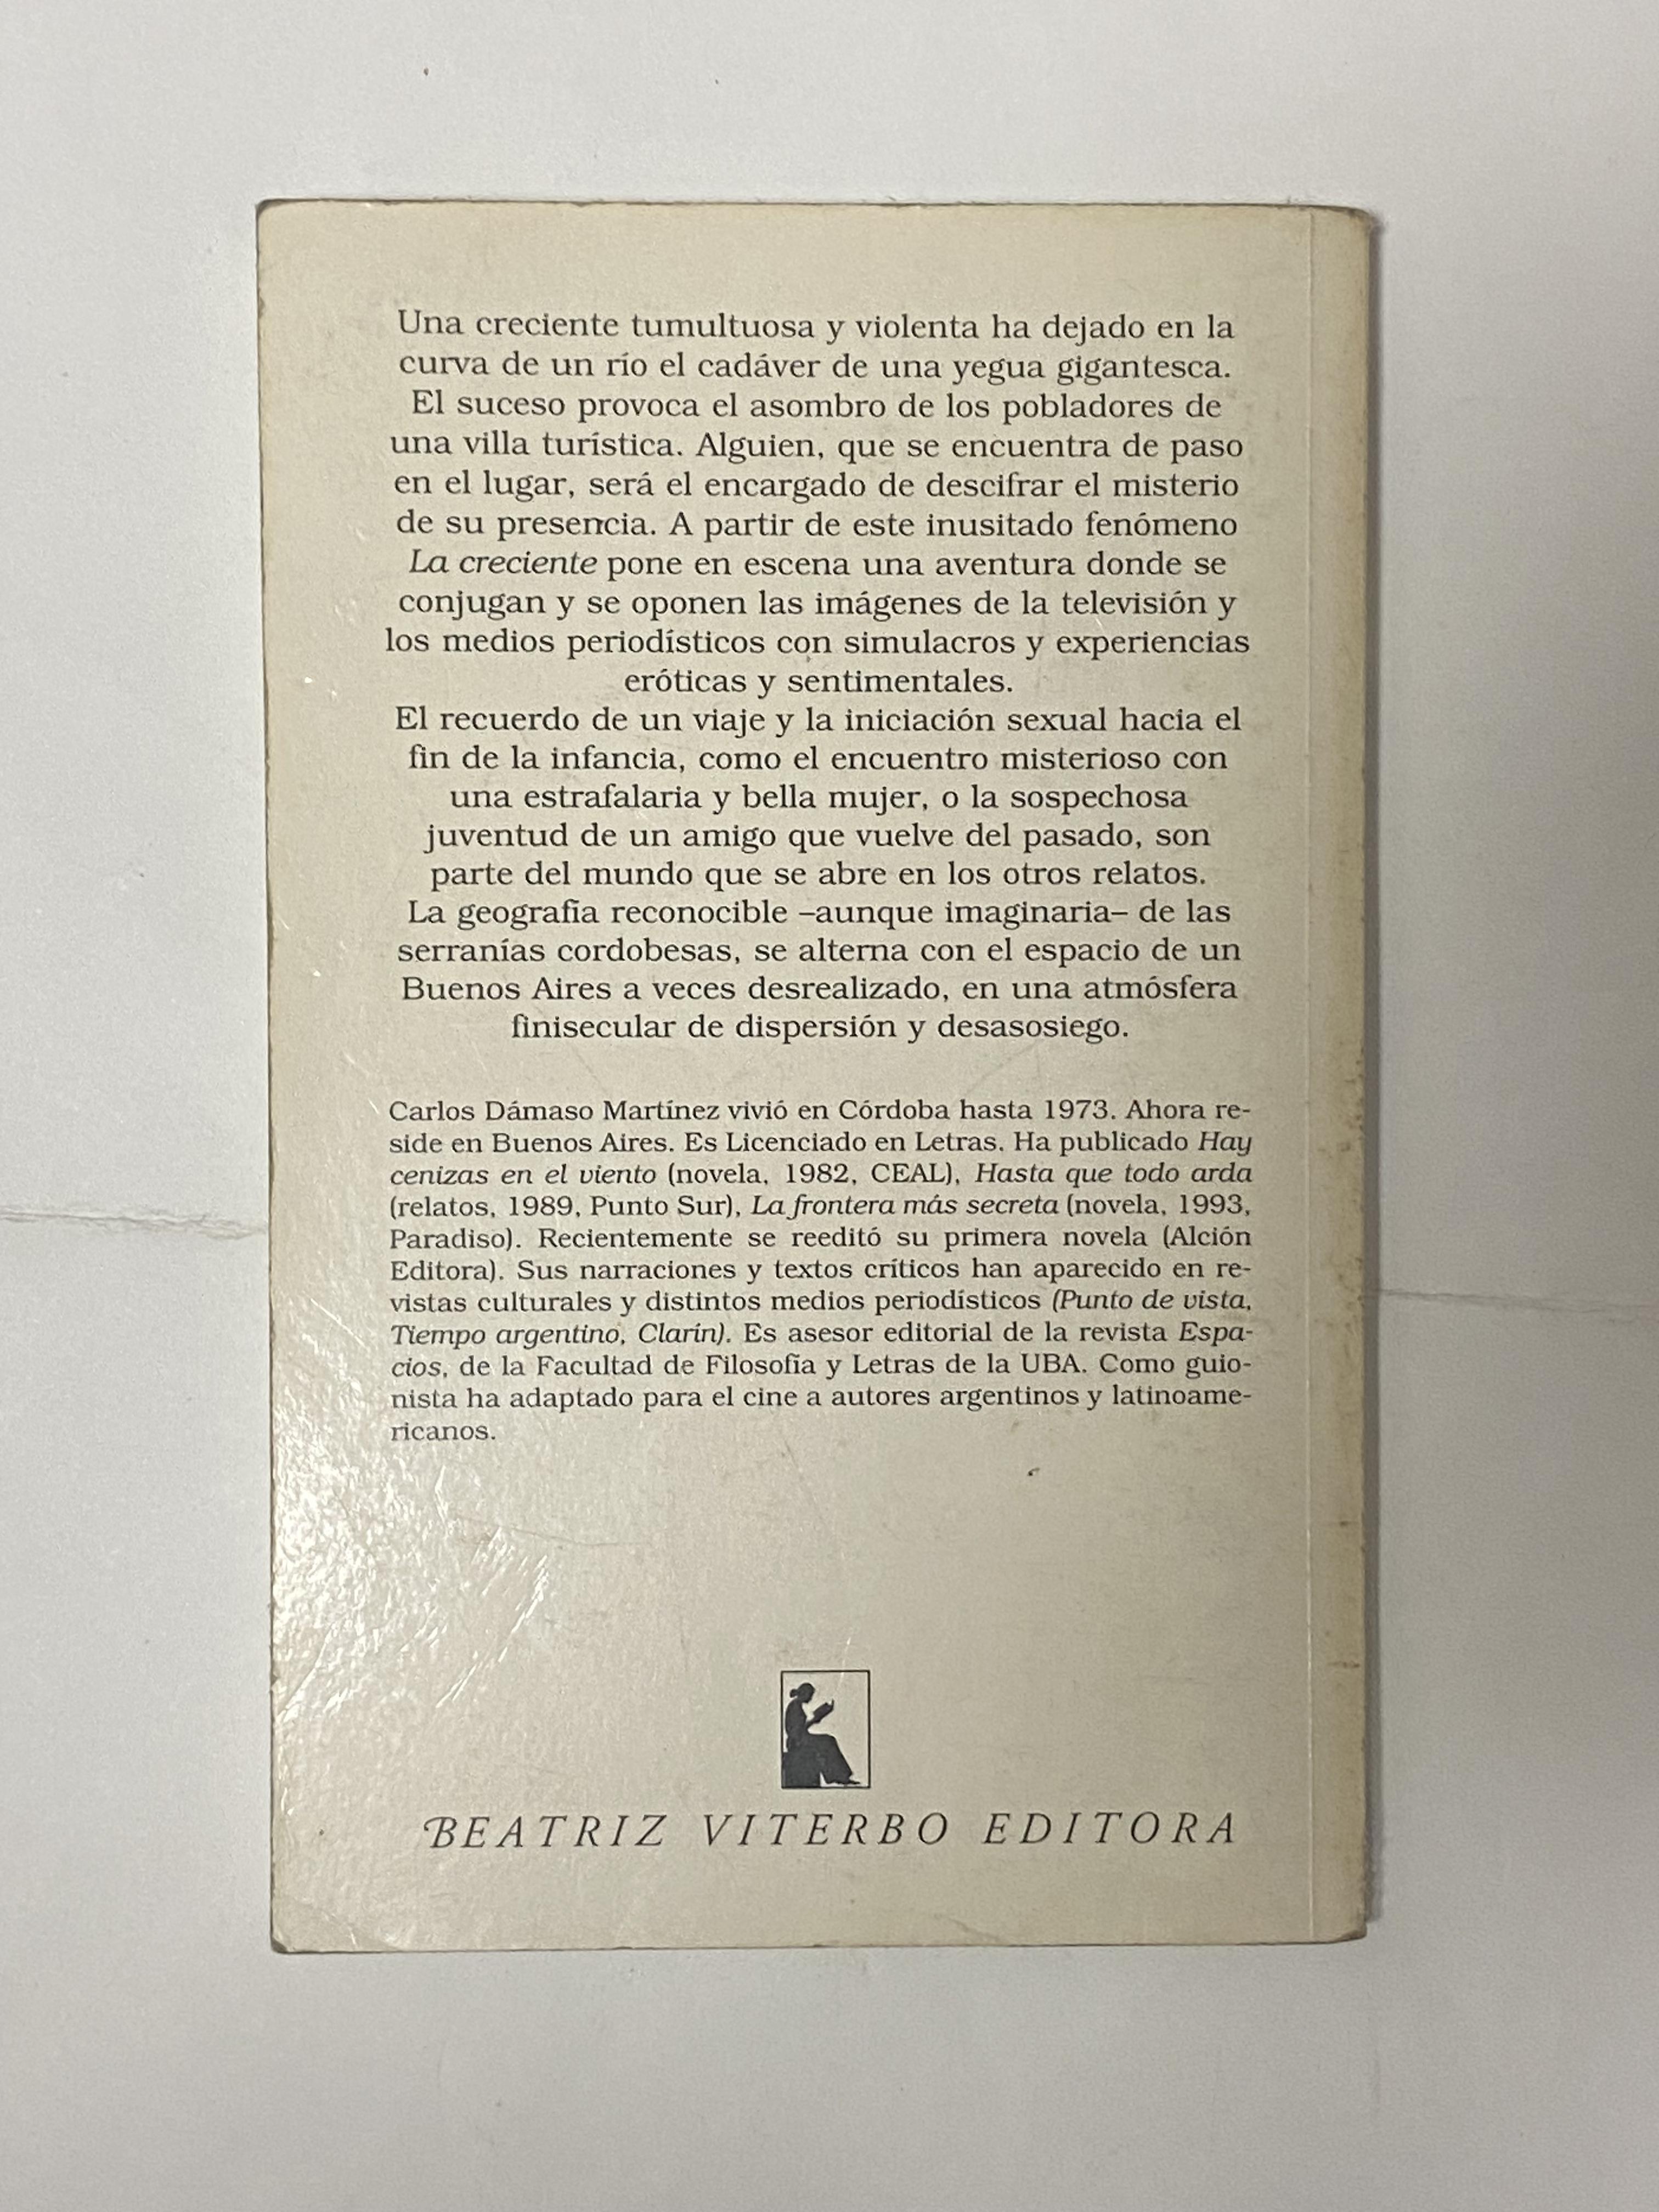 Una creciente tumultuosa y violenta ha dejado en la
curva de un río el cadáver de una yegua gigantesca.
El suceso provoca el asombro de los pobladores de
una villa turística. Alguien, que se encuentra de paso
en el lugar, será el encargado de descifrar el misterio
de su presencia. A partir de este inusitado fenómeno
La creciente pone en escena una aventura donde se
conjugan y se oponen las imágenes de la televisión y
los medios periodísticos con simulacros y experiencias
eróticas y sentimentales.
El recuerdo de un viaje y la iniciación sexual hacia el
fin de la infancia, como el encuentro misterioso con
una estrafalaria y bella mujer, o la sospechosa
juventud de un amigo que vuelve del pasado, son
parte del mundo que se abre en los otros relatos.
La geografía reconocible –aunque imaginaria– de las
serranías cordobesas, se alterna con el espacio de un
Buenos Aires a veces desrealizado, en una atmósfera
finisecular de dispersión y desasosiego.
Carlos Dámaso Martínez vivió en Córdoba hasta 1973. Ahora re-
side en Buenos Aires. Es Licenciado en Letras. Ha publicado Hay
cenizas en el viento (novela, 1982, CEAL), Hasta que todo arda
(relatos, 1989, Punto Sur), La frontera más secreta (novela, 1993,
Paradiso). Recientemente se reeditó su primera novela (Alción
Editora). Sus narraciones y textos críticos han aparecido en re-
vistas culturales y distintos medios periodísticos (Punto de vista,
Tiempo argentino, Clarín). Es asesor editorial de la revista Espa-
cios, de la Facultad de Filosofía y Letras de la UBA. Como guio-
nista ha adaptado para el cine a autores argentinos y latinoame-
ricanos.
BEATRIZ VITERBO EDITORA